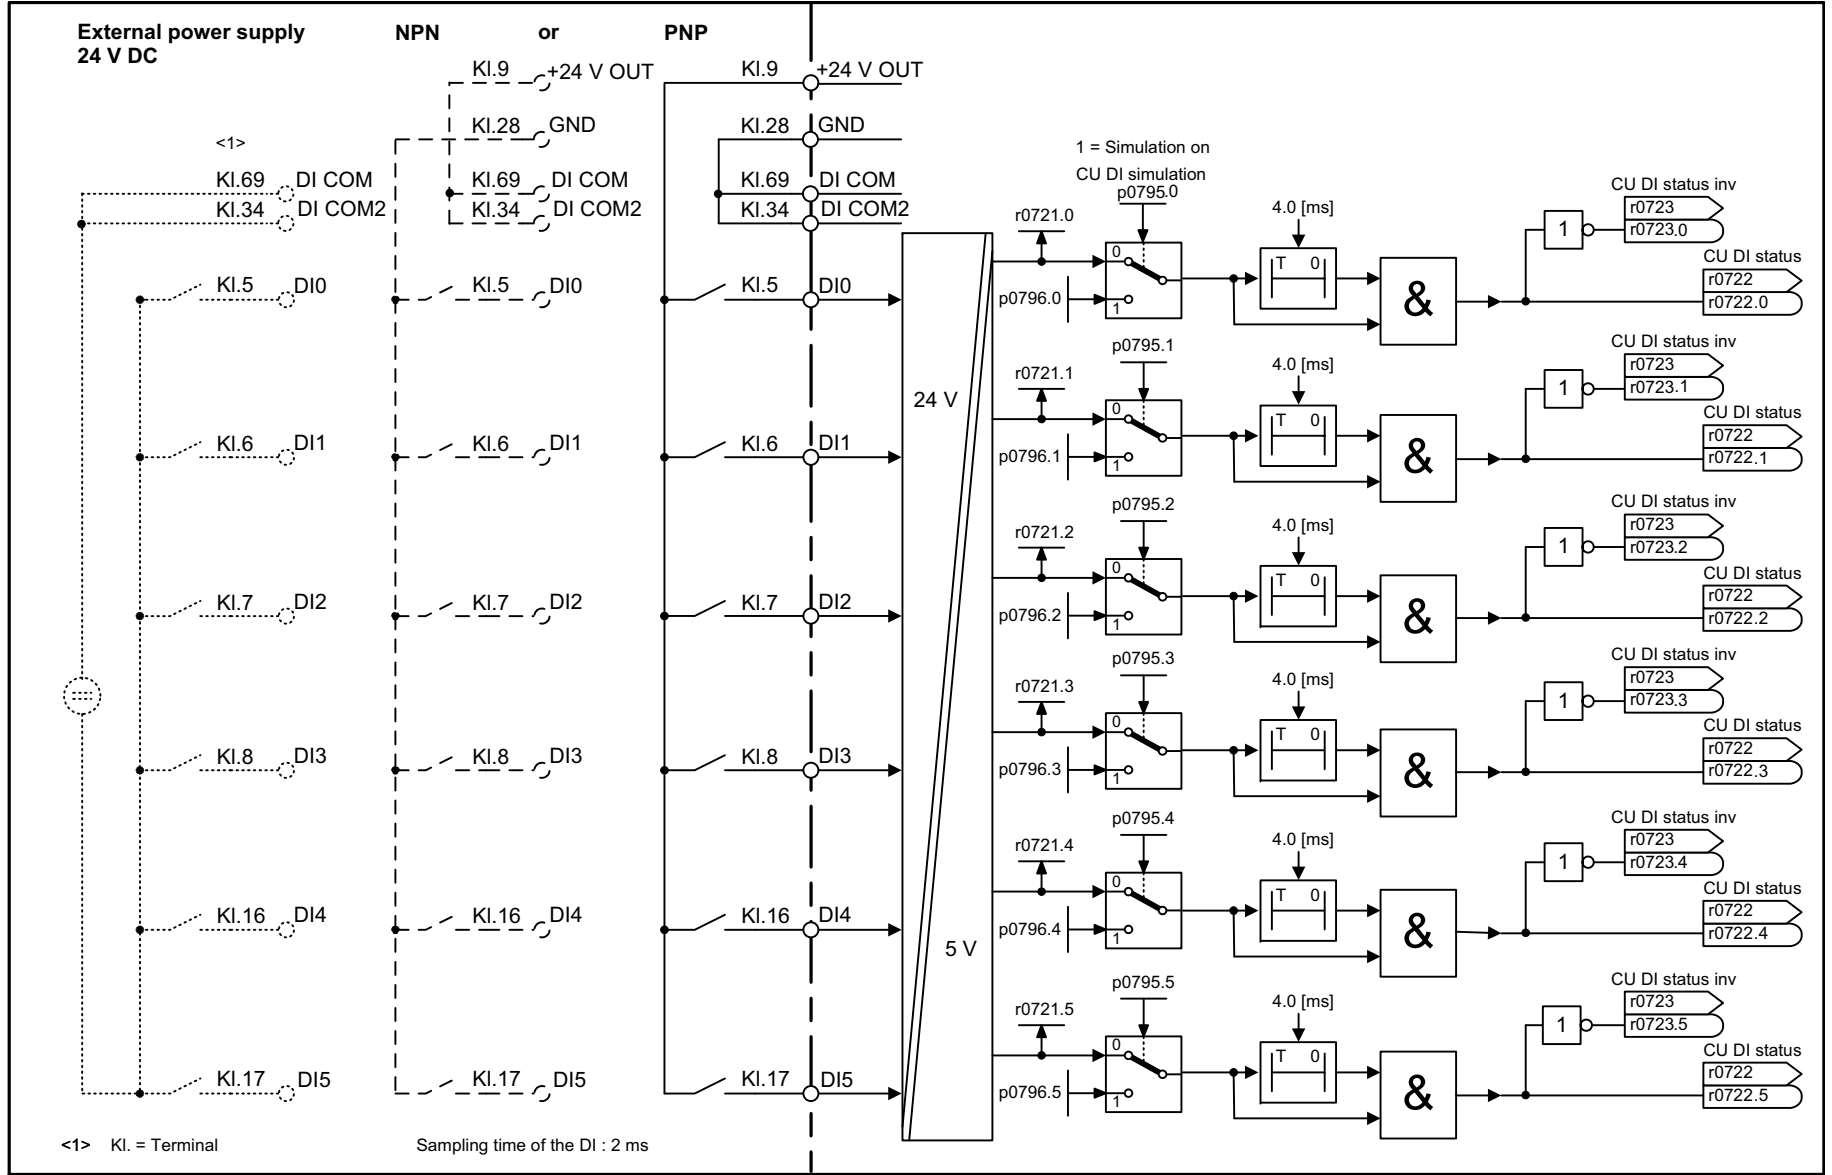 External power supply
24 V DC
NPN or PNP
Kl.9 +24 V OUT Kl.9 +24 V OUT
Kl.28 GND Kl.28 GND
<1>
Kl.69 DI COM Kl.69 DI COM Kl.69 DI COM
Kl.34 DI COM2 Kl.34 DI COM2 Kl.34 DI COM2
Kl.5 DI0 Kl.5 DI0 Kl.5 DI0
Kl.6 DI1 Kl.6 DI1 Kl.6 DI1
Kl.7 DI2 Kl.7 DI2 Kl.7 DI2
Kl.8 DI3 Kl.8 DI3 Kl.8 DI3
Kl.16 DI4 Kl.16 DI4 Kl.16 DI4
Kl.17 DI5 Kl.17 DI5 Kl.17 DI5
24 V
5 V
1 = Simulation on
CU DI simulation
p0795.0
r0721.0
4.0 [ms]
0
T 0
p0796.0
1
&
1
CU DI status inv
r0723
r0723.0
CU DI status
r0722
r0722.0
p0795.1
r0721.1
4.0 [ms]
0
T 0
p0796.1
1
&
1
CU DI status inv
r0723
r0723.1
CU DI status
r0722
r0722.1
p0795.2
r0721.2
4.0 [ms]
0
T 0
p0796.2
1
&
1
CU DI status inv
r0723
r0723.2
CU DI status
r0722
r0722.2
p0795.3
r0721.3
4.0 [ms]
0
T 0
p0796.3
1
&
1
CU DI status inv
r0723
r0723.3
CU DI status
r0722
r0722.3
p0795.4
r0721.4
4.0 [ms]
0
T 0
p0796.4
1
&
1
CU DI status inv
r0723
r0723.4
CU DI status
r0722
r0722.4
p0795.5
r0721.5
4.0 [ms]
0
T 0
p0796.5
1
&
1
CU DI status inv
r0723
r0723.5
CU DI status
r0722
r0722.5
<1> Kl. = Terminal
Sampling time of the DI : 2 ms